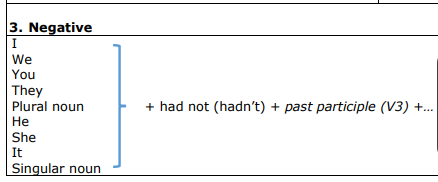 3. Negative
I
We
You
They
Plural noun + had not (hadn't) + past participle (V3) +...
He
She
It
Singular noun